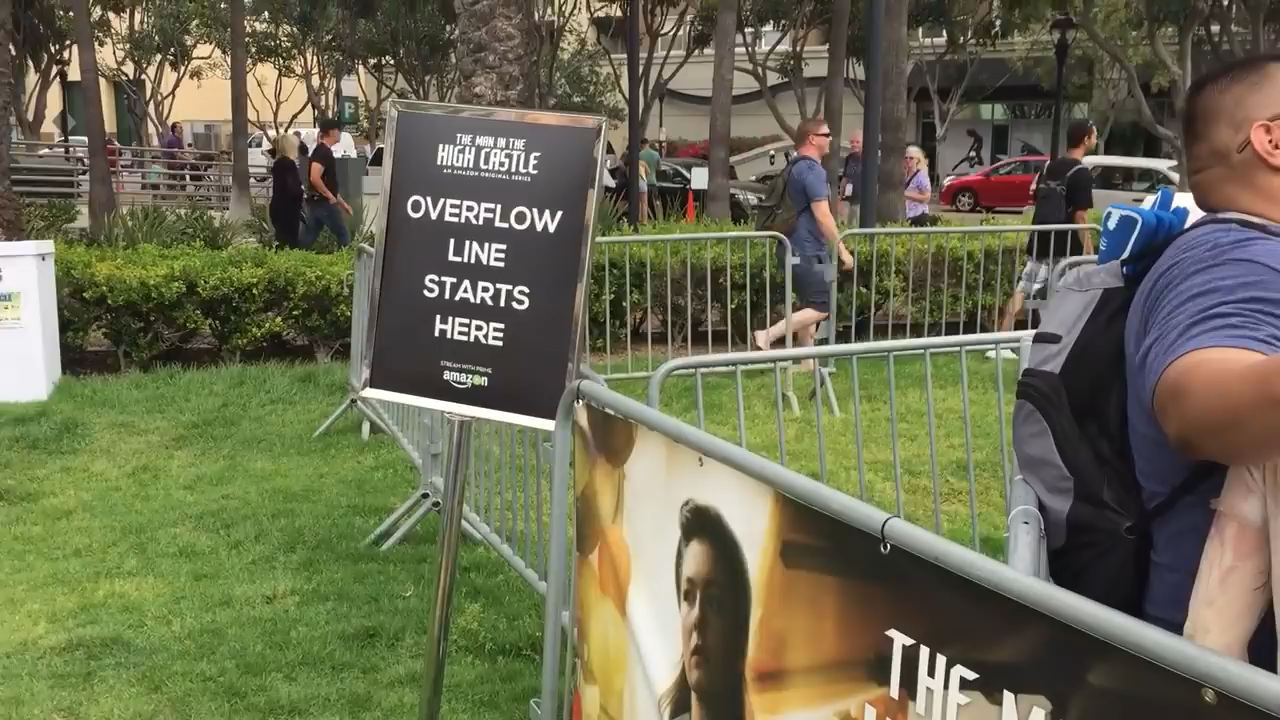 THE MAN IN THE
HIGH CASTLE
AN AMAZON ORIGINAL SERIES
OVERFLOW
LINE
STARTS
HERE
STREAM WITH PRIME
amazon
THE M